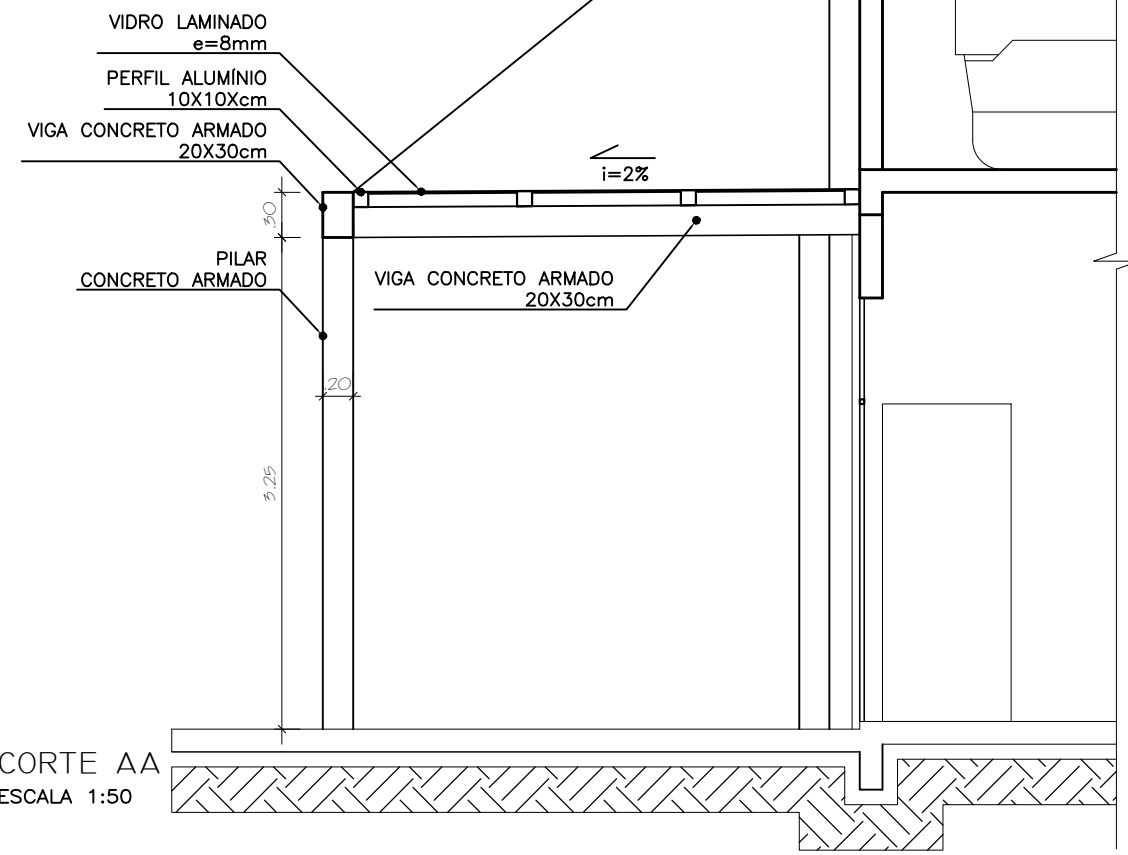 VIDRO LAMINADO
e=8mm
PERFIL ALUMÍNIO
10X10Xcm
VIGA CONCRETO ARMADO
20X30cm
i=2%
.30
PILAR
CONCRETO ARMADO
VIGA CONCRETO ARMADO
20X30cm
.20
3.25
CORTE AA
ESCALA 1:50